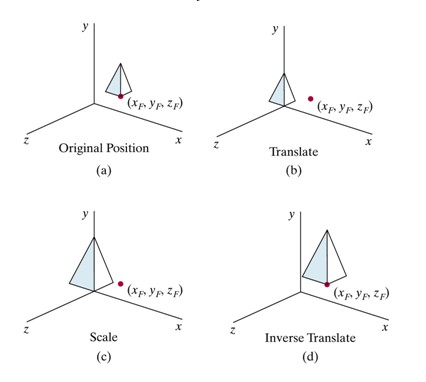 y
(x_F, y_F, z_F)
z
x
Original Position
(a)
y
(x_F, y_F, z_F)
z
x
Translate
(b)
y
(x_F, y_F, z_F)
z
x
Scale
(c)
y
(x_F, y_F, z_F)
z
x
Inverse Translate
(d)